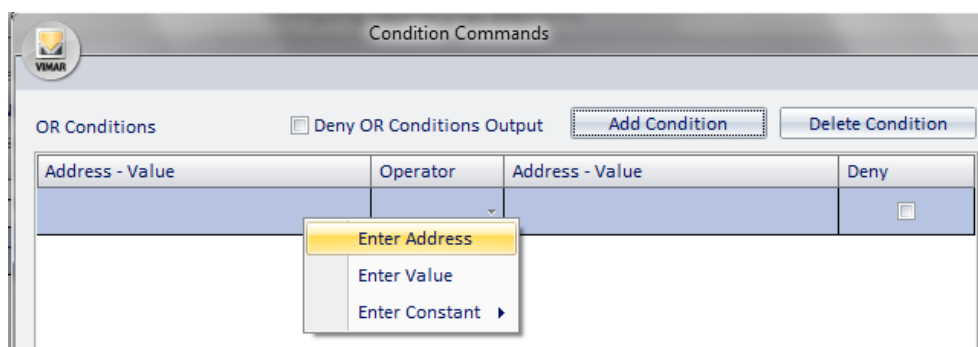 Condition Commands
VIMAR
OR Conditions Deny OR Conditions Output Add Condition Delete Condition
Address - Value Operator Address - Value Deny
Enter Address
Enter Value
Enter Constant